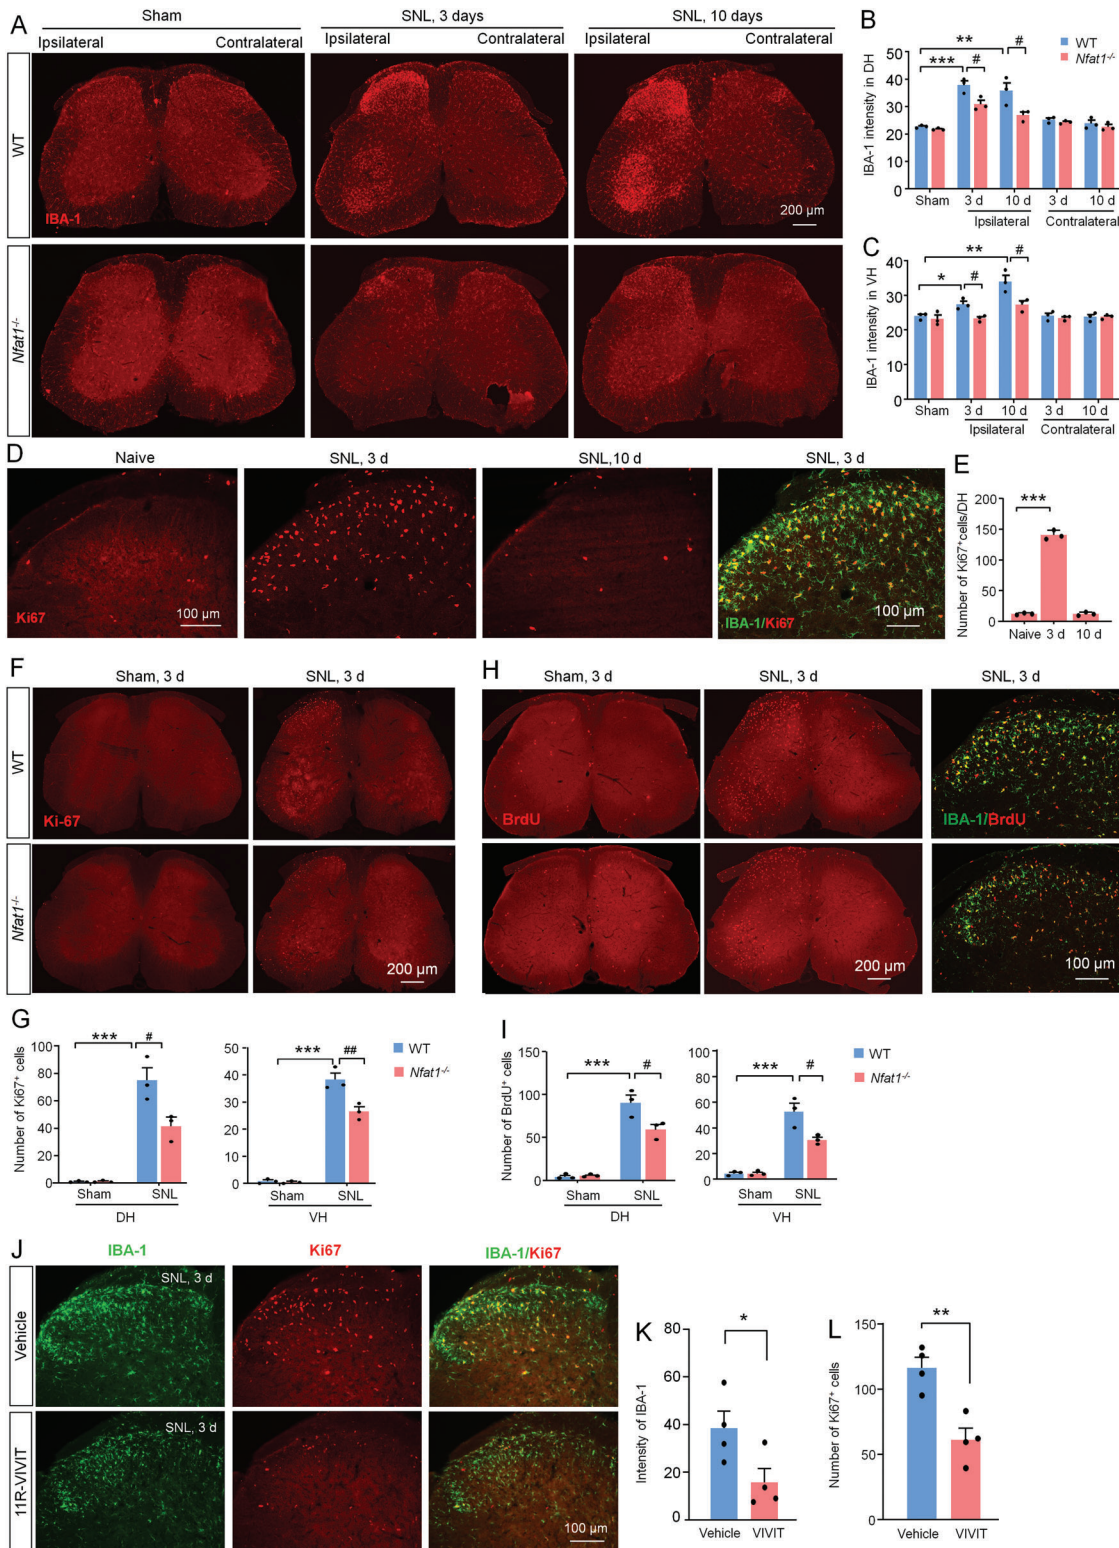 A
Sham
SNL, 3 days
SNL, 10 days
Ipsilateral
Contralateral
Ipsilateral
Contralateral
Ipsilateral
Contralateral
WT
IBA-1
200 µm
Nfat1-/-
B
WT
Nfat1-/-
IBA-1 intensity in DH
50
40
30
20
10
0
***
**
#
#
Sham
3 d
10 d
3 d
10 d
Ipsilateral
Contralateral
C
IBA-1 intensity in VH
40
30
20
10
0
*
**
#
#
Sham
3 d
10 d
3 d
10 d
Ipsilateral
Contralateral
D
Naive
SNL, 3 d
SNL,10 d
SNL, 3 d
Ki67
100 µm
IBA-1/Ki67
100 µm
E
Number of Ki67+cells/DH
200
150
100
50
0
***
Naive
3 d
10 d
F
Sham, 3 d
SNL, 3 d
WT
Ki-67
Nfat1-/-
200 µm
H
Sham, 3 d
SNL, 3 d
SNL, 3 d
BrdU
IBA-1/BrdU
200 µm
100 µm
G
Number of Ki67+ cells
100
80
60
40
20
0
***
#
Sham
SNL
DH
50
40
30
20
10
0
***
##
Sham
SNL
VH
WT
Nfat1-/-
I
Number of BrdU+ cells
150
100
50
0
***
#
Sham
SNL
DH
100
80
60
40
20
0
***
#
Sham
SNL
VH
WT
Nfat1-/-
J
IBA-1
Ki67
IBA-1/Ki67
Vehicle
SNL, 3 d
11R-VIVIT
SNL, 3 d
100 µm
K
Intensity of IBA-1
80
60
40
20
0
*
Vehicle
VIVIT
L
Number of Ki67+ cells
150
100
50
0
**
Vehicle
VIVIT